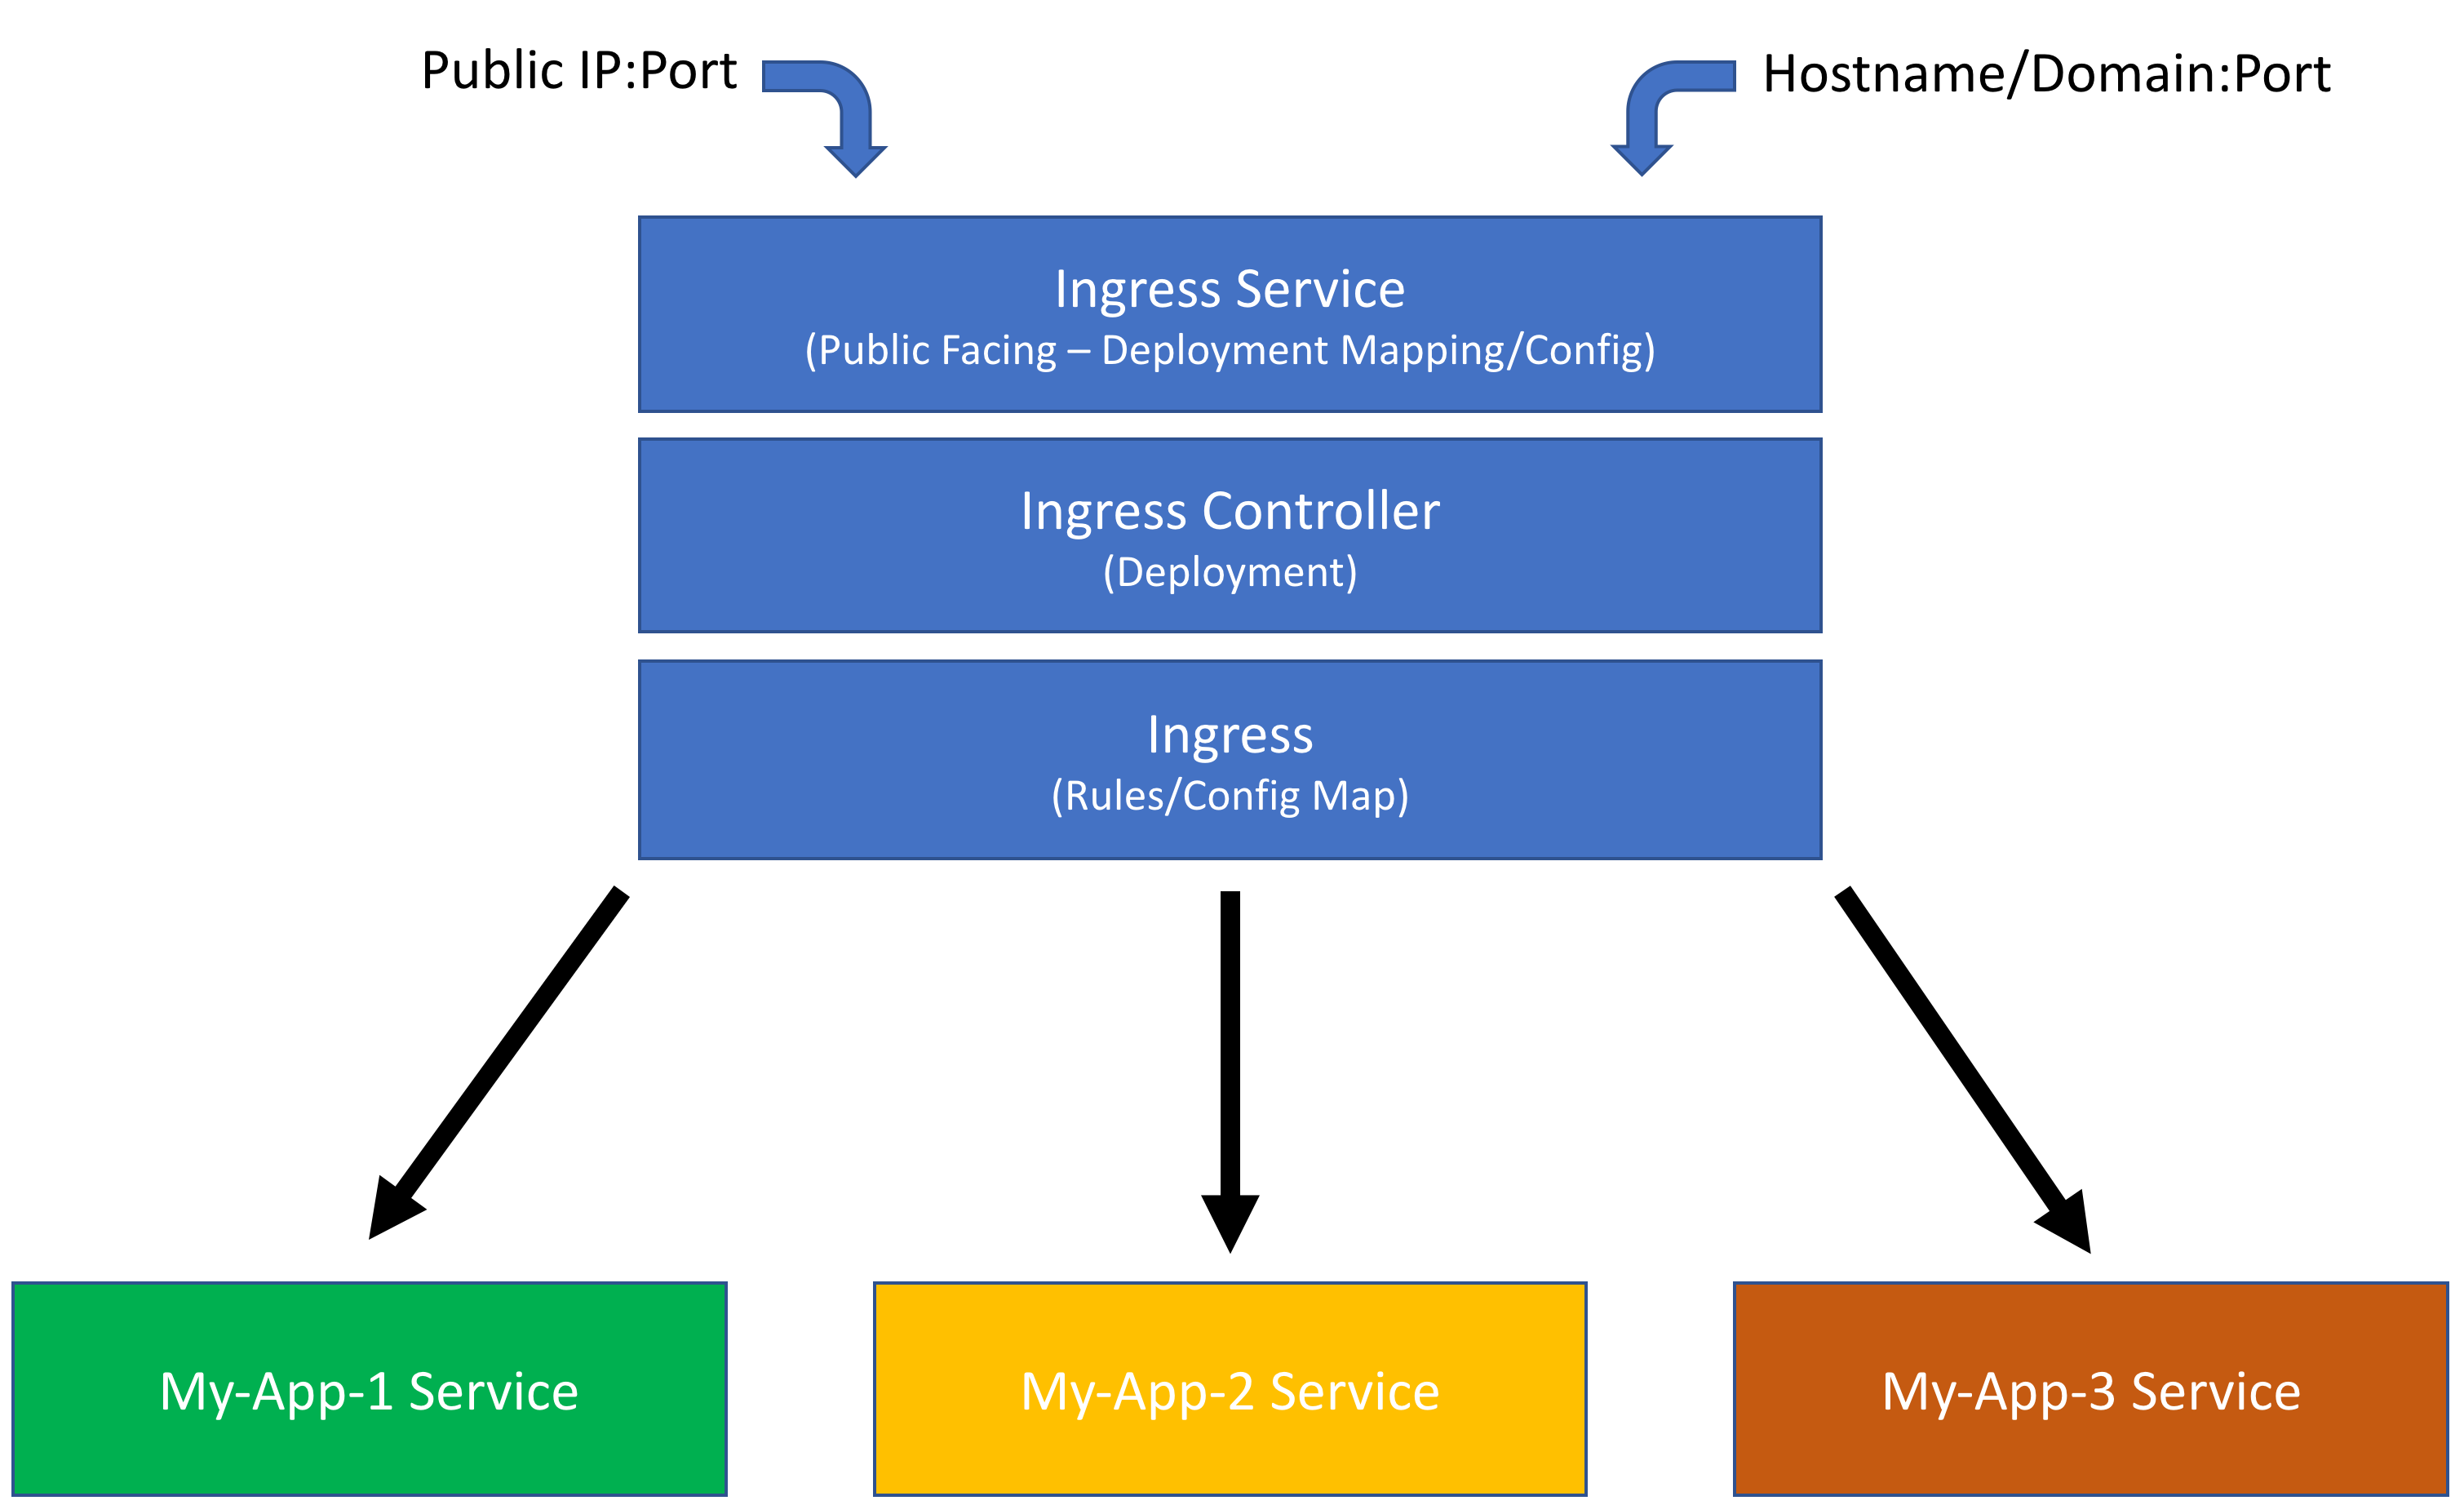 Public IP:Port
Hostname/Domain:Port
Ingress Service
(Public Facing – Deployment Mapping/Config)
Ingress Controller
(Deployment)
Ingress
(Rules/Config Map)
My-App-1 Service
My-App-2 Service
My-App-3 Service